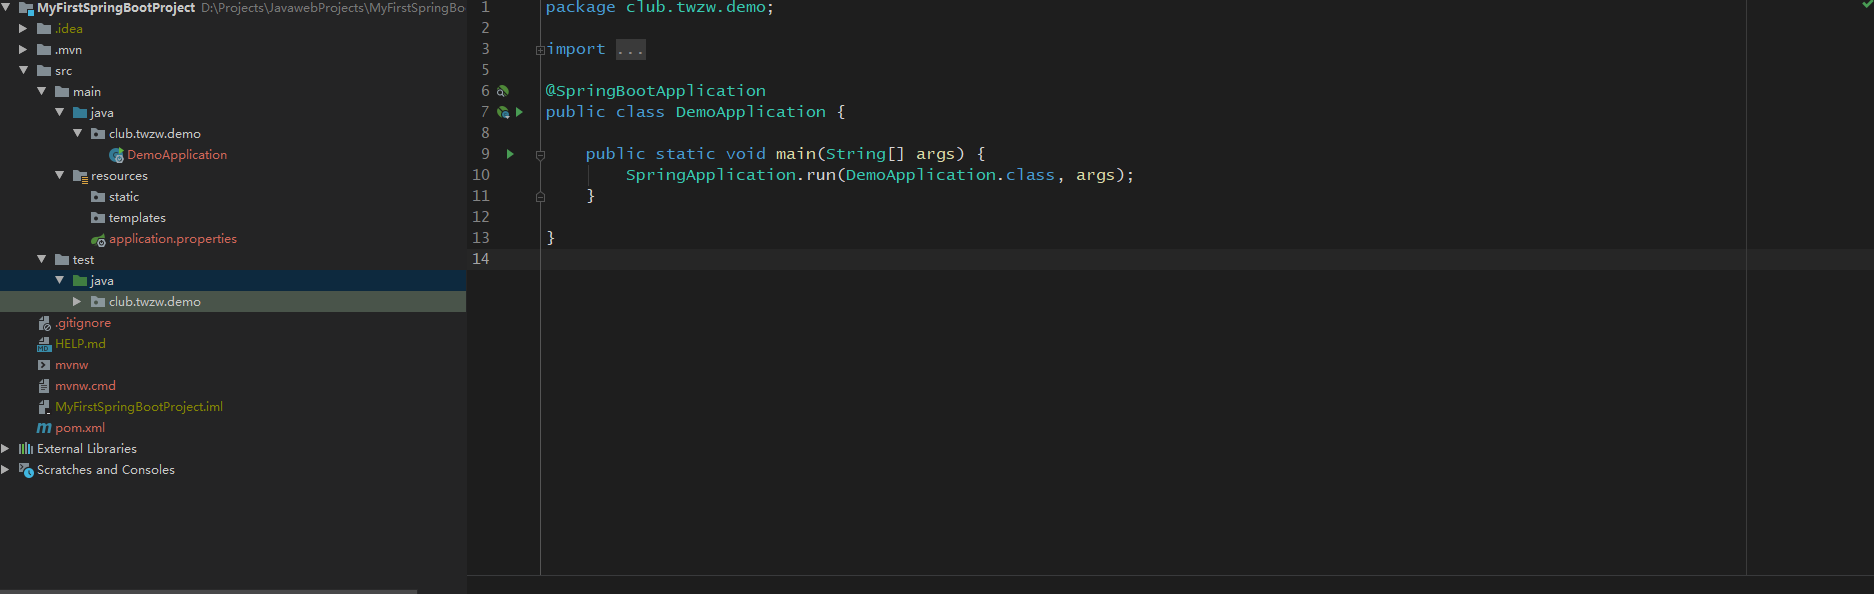 MyFirstSpringBootProject D:\Projects\JavawebProjects\MyFirstSpringBo
.idea
.mvn
src
main
java
club.twzw.demo
DemoApplication
resources
static
templates
application.properties
test
java
club.twzw.demo
.gitignore
HELP.md
mvnw
mvnw.cmd
MyFirstSpringBootProject.iml
pom.xml
External Libraries
Scratches and Consoles
1 package club.twzw.demo;
2
3 import ...
5
6 @SpringBootApplication
7 public class DemoApplication {
8
9 public static void main(String[] args) {
10 SpringApplication.run(DemoApplication.class, args);
11 }
12
13 }
14